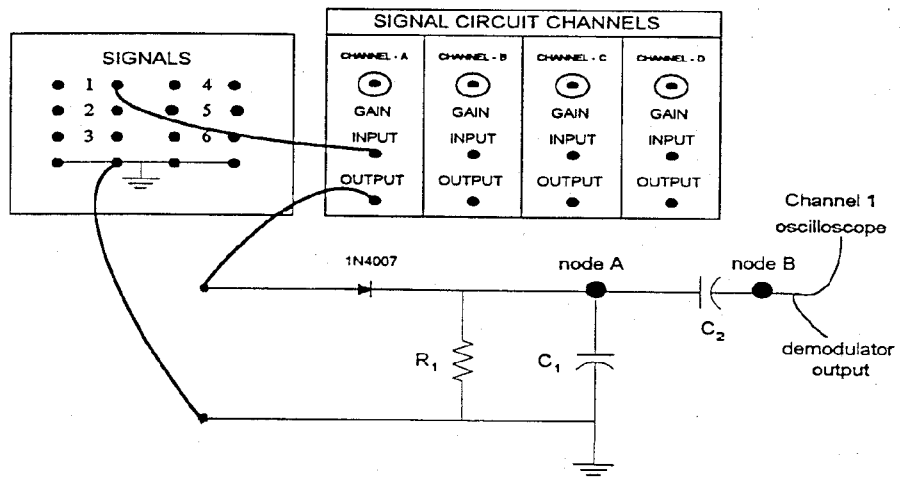 SIGNAL CIRCUIT CHANNELS
SIGNALS
1 4
2 5
3 6
CHANNEL - A CHANNEL - B CHANNEL - C CHANNEL - D
GAIN GAIN GAIN GAIN
INPUT INPUT INPUT INPUT
OUTPUT OUTPUT OUTPUT OUTPUT
Channel 1
oscilloscope
1N4007
node A
node B
R1
C1
C2
demodulator
output